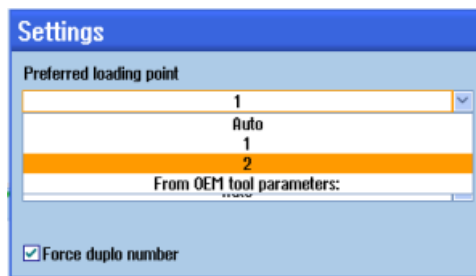 Settings
Preferred loading point
1
Auto
1
2
From OEM tool parameters:
Force duplo number